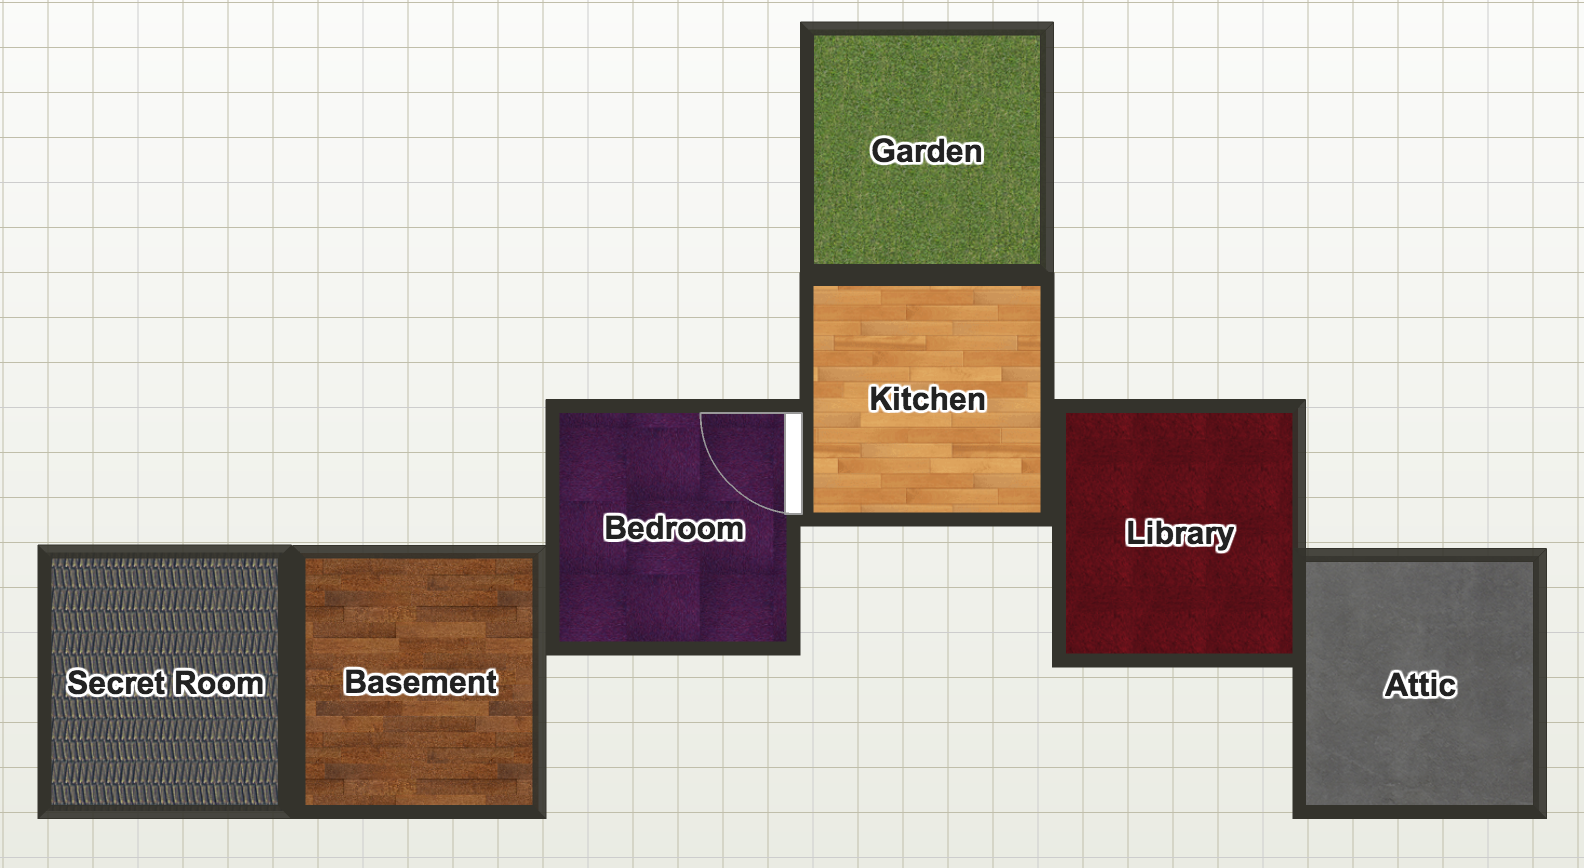 Garden
Kitchen
Bedroom
Library
Secret Room
Basement
Attic